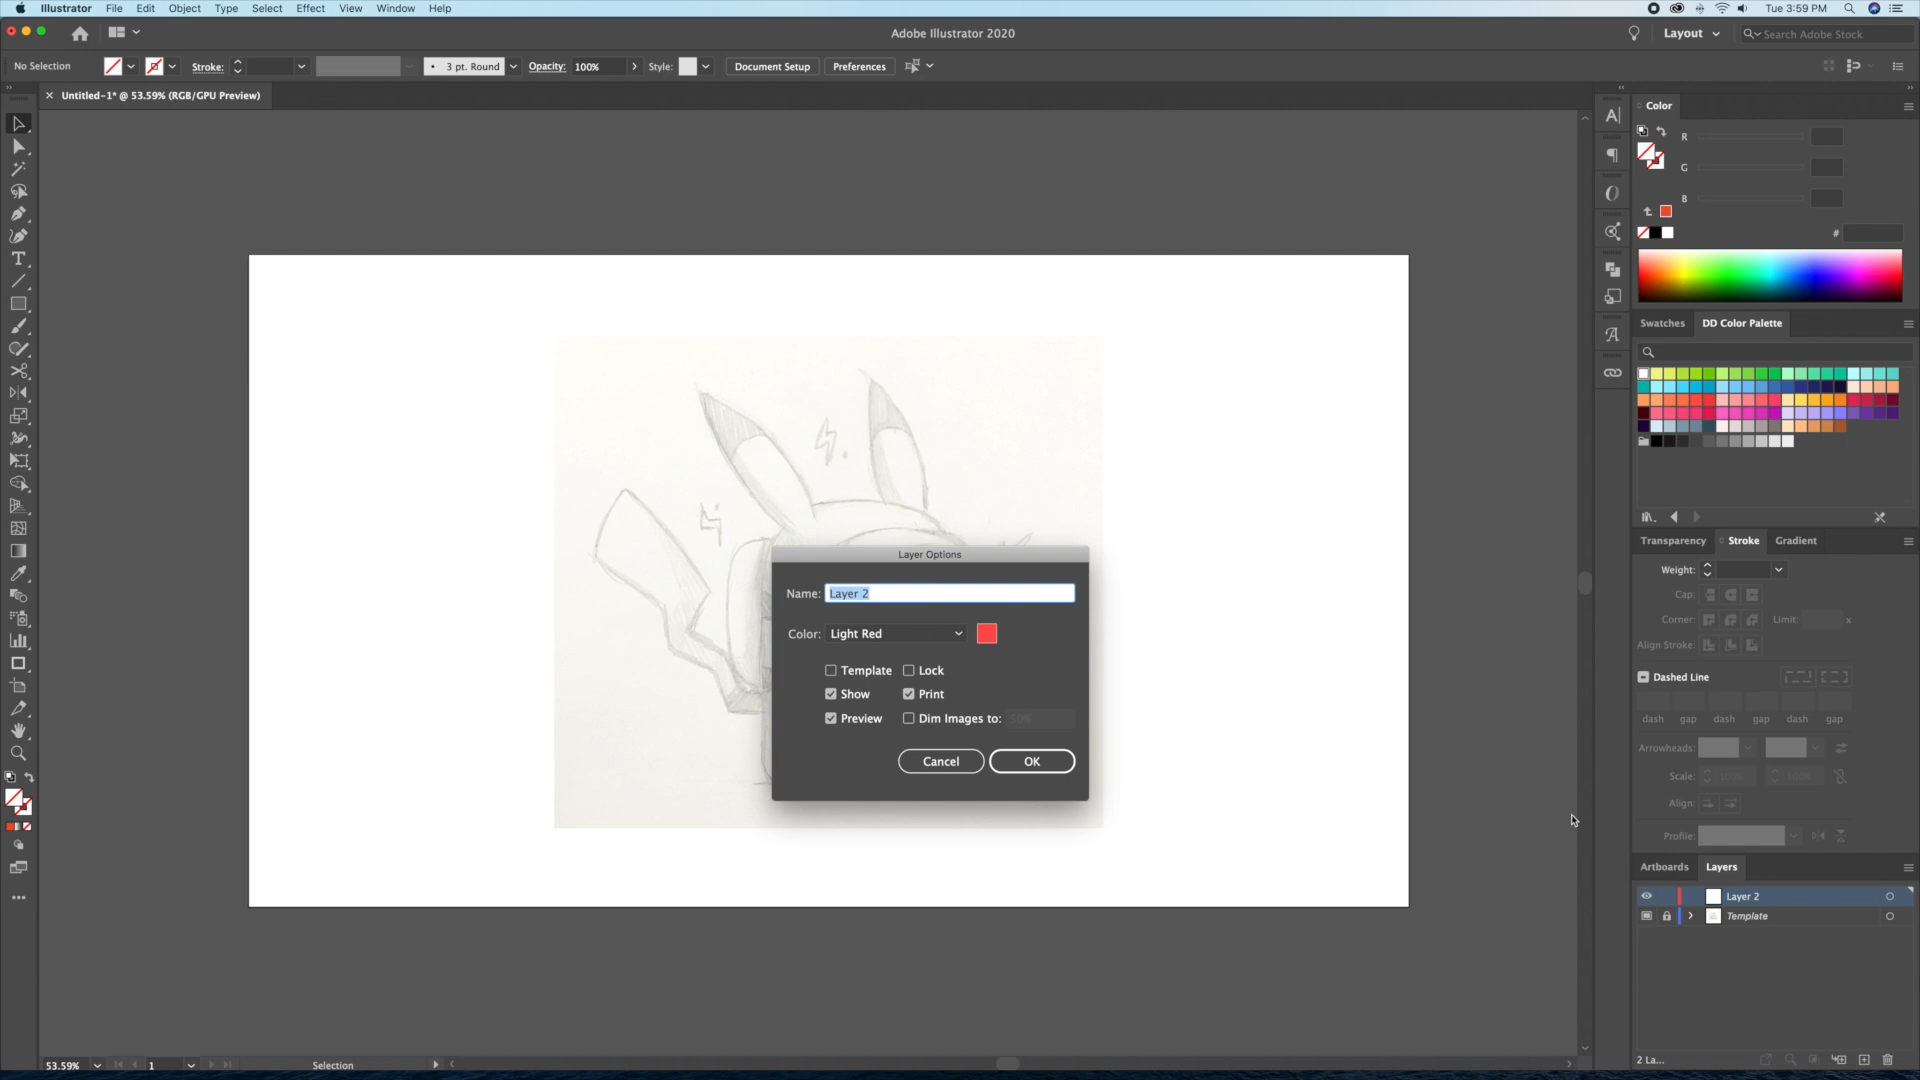 Illustrator File Edit Object Type Select Effect View Window Help
Tue 3:59 PM
Adobe Illustrator 2020
Layout
Search Adobe Stock
No Selection
Stroke:
3 pt. Round
Opacity: 100%
Style:
Document Setup
Preferences
Untitled-1* @ 53.59% (RGB/GPU Preview)
Color
R
G
B
#
Swatches
DD Color Palette
Transparency
Stroke
Gradient
Weight:
Cap:
Corner:
Limit:
x
Align Stroke:
Dashed Line
dash gap dash gap dash gap
Arrowheads:
Scale: 100% 100%
Align:
Profile:
Artboards
Layers
Layer 2
Template
2 La...
Layer Options
Name: Layer 2
Color: Light Red
Template
Lock
Show
Print
Preview
Dim Images to: 50%
Cancel
OK
53.59%
1
Selection